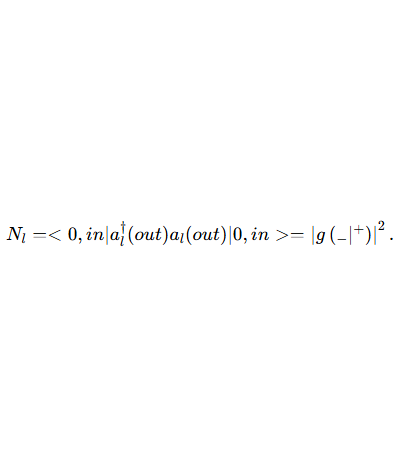 N_l =< 0, in|a_l^†(out)a_l(out)|0, in >= |g (_−|^+)|^2 .